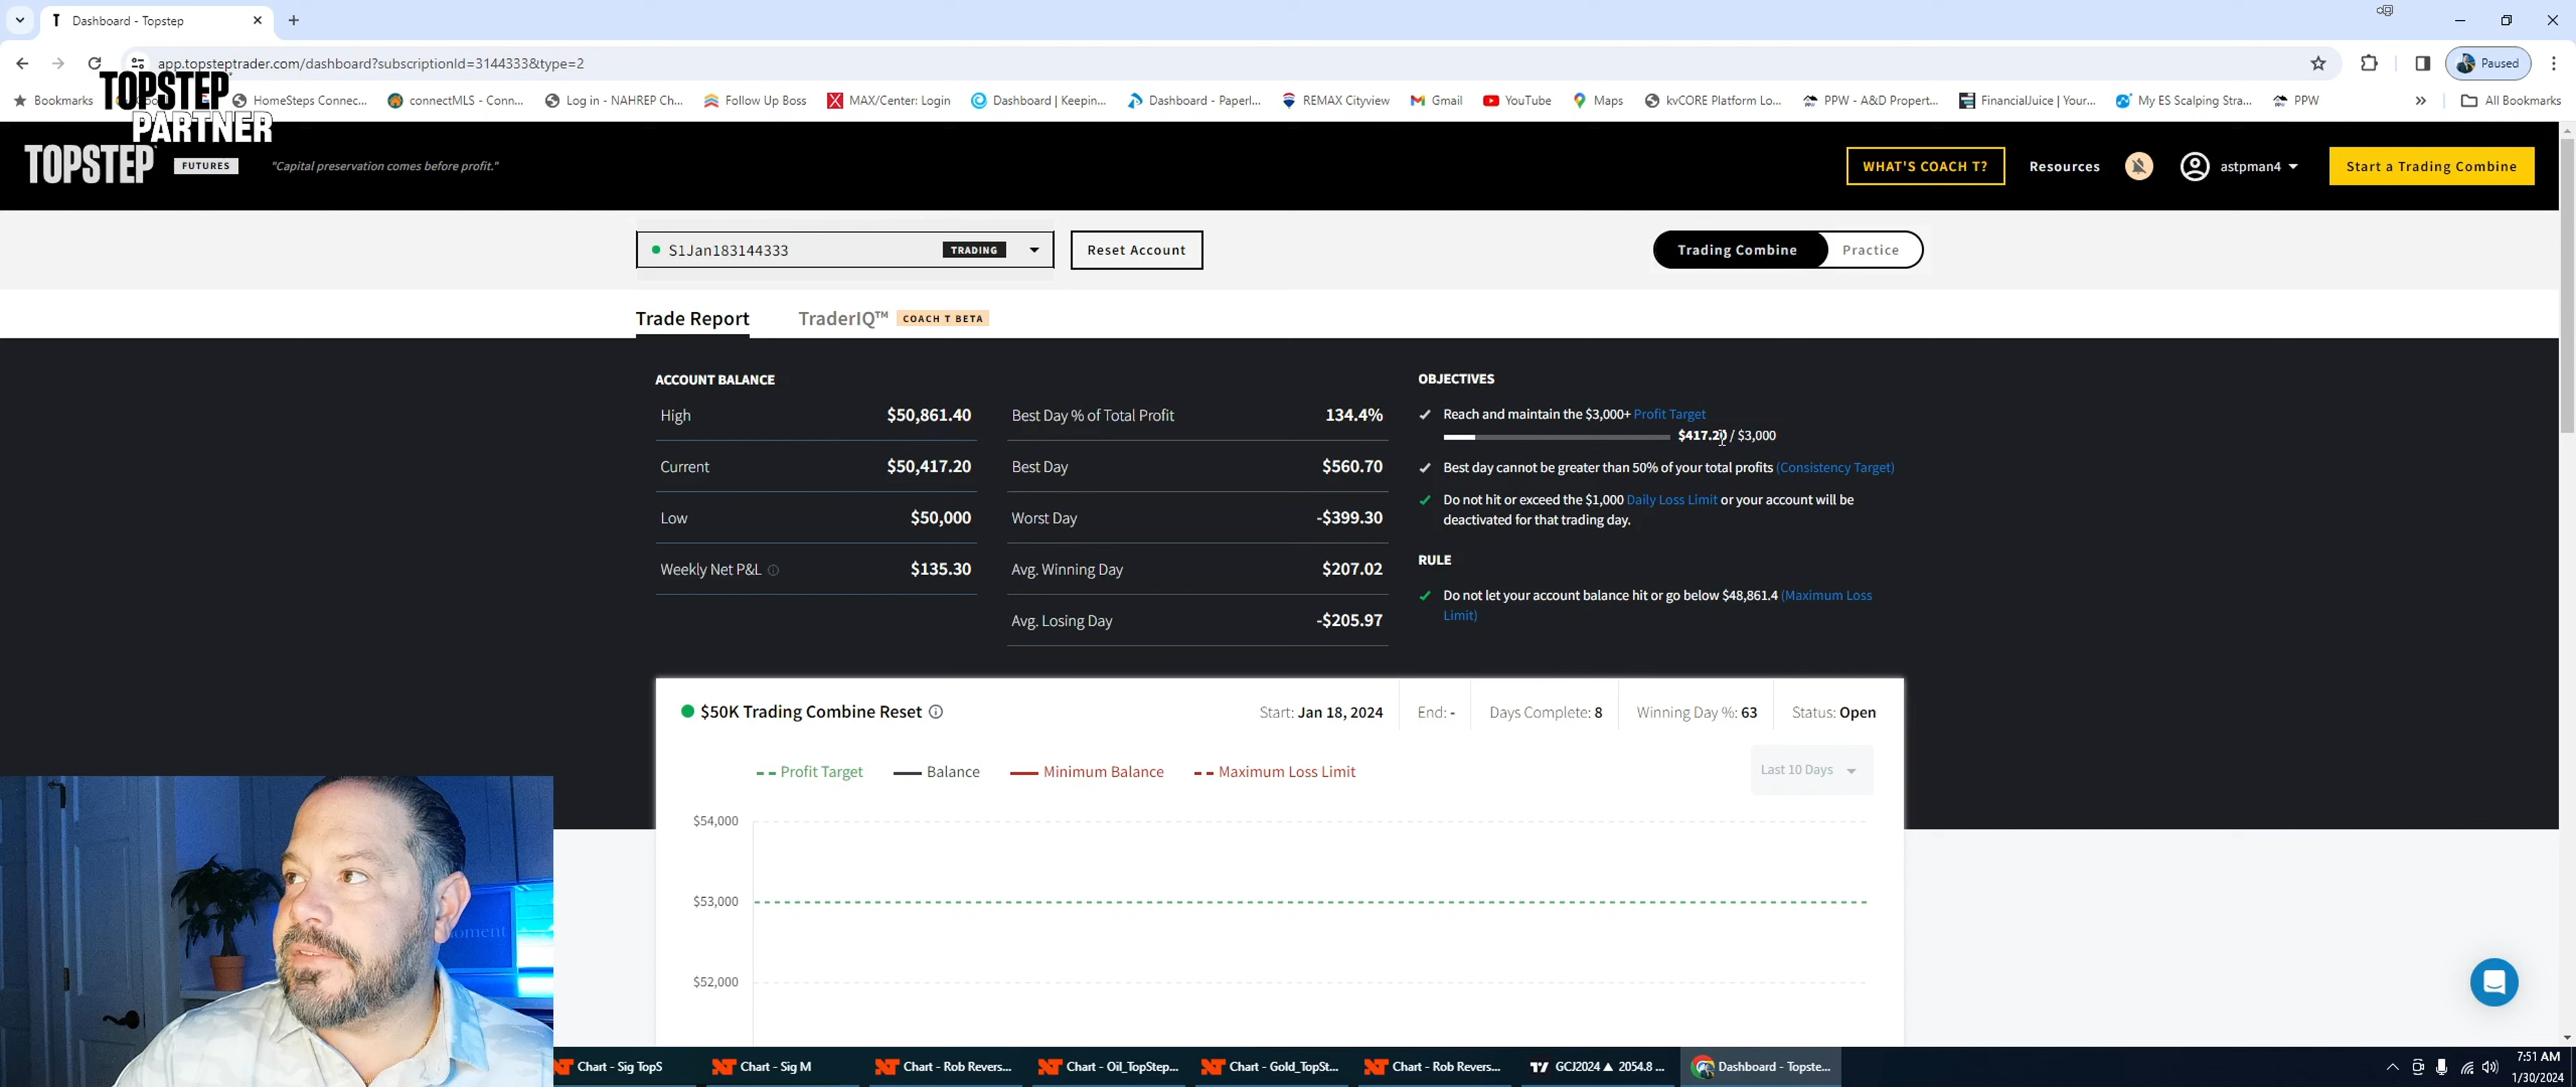 Dashboard - Topstep
app.topsteptrader.com/dashboard?subscriptionId=3144333&type=2
Paused
TOPSTEP
PARTNER
Bookmarks
HomeSteps Connec...
connectMLS - Conn...
Log in - NAHREP Ch...
Follow Up Boss
MAX/Center: Login
Dashboard | Keepin...
Dashboard - Paperl...
REMAX Cityview
Gmail
YouTube
Maps
kvCORE Platform Lo...
PPW - A&D Propert...
FinancialJuice | Your...
My ES Scalping Stra...
PPW
All Bookmarks
TOPSTEP FUTURES "Capital preservation comes before profit."
WHAT'S COACH T? Resources astpman4 Start a Trading Combine
S1Jan183144333 TRADING Reset Account Trading Combine Practice
Trade Report TraderIQ™ COACH T BETA
ACCOUNT BALANCE
High $50,861.40
Current $50,417.20
Low $50,000
Weekly Net P&L $135.30
Best Day % of Total Profit 134.4%
Best Day $560.70
Worst Day -$399.30
Avg. Winning Day $207.02
Avg. Losing Day -$205.97
OBJECTIVES
Reach and maintain the $3,000+ Profit Target
$417.20 / $3,000
Best day cannot be greater than 50% of your total profits (Consistency Target)
Do not hit or exceed the $1,000 Daily Loss Limit or your account will be
deactivated for that trading day.
RULE
Do not let your account balance hit or go below $48,861.4 (Maximum Loss
Limit)
$50K Trading Combine Reset Start: Jan 18, 2024 End: - Days Complete: 8 Winning Day %: 63 Status: Open
Profit Target Balance Minimum Balance Maximum Loss Limit Last 10 Days
$54,000
$53,000
$52,000
oment
Chart - Sig TopS
Chart - Sig M
Chart - Rob Revers...
Chart - Oil_TopStep...
Chart - Gold_TopSt...
Chart - Rob Revers...
GCJ2024 ▲ 2054.8 ...
Dashboard - Topste...
7:51 AM
1/30/2024